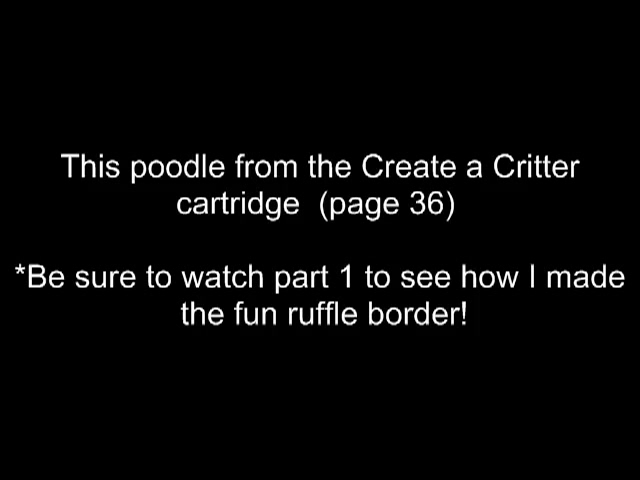 This poodle from the Create a Critter
cartridge  (page 36)
*Be sure to watch part 1 to see how I made
the fun ruffle border!